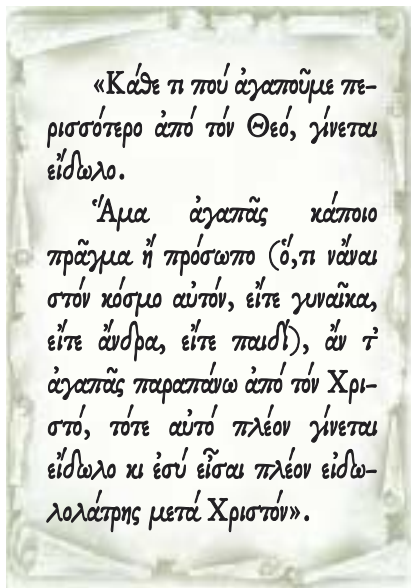 «Κάθε τι πού ἀγαποῦμε πε-
ρισσότερο ἀπό τόν Θεό, γίνεται
εἴδωλο.
Ἅμα ἀγαπᾶς κάποιο
πρᾶγμα ἤ πρόσωπο (ὅ,τι νἆναι
στόν κόσμο αὐτόν, εἴτε γυναῖκα,
εἴτε ἄνδρα, εἴτε παιδί), ἄν τ᾽
ἀγαπᾶς παραπάνω ἀπό τόν Χρι-
στό, τότε αὐτό πλέον γίνεται
εἴδωλο κι ἐσύ εἶσαι πλέον εἰδω-
λολάτρης μετά Χριστόν».